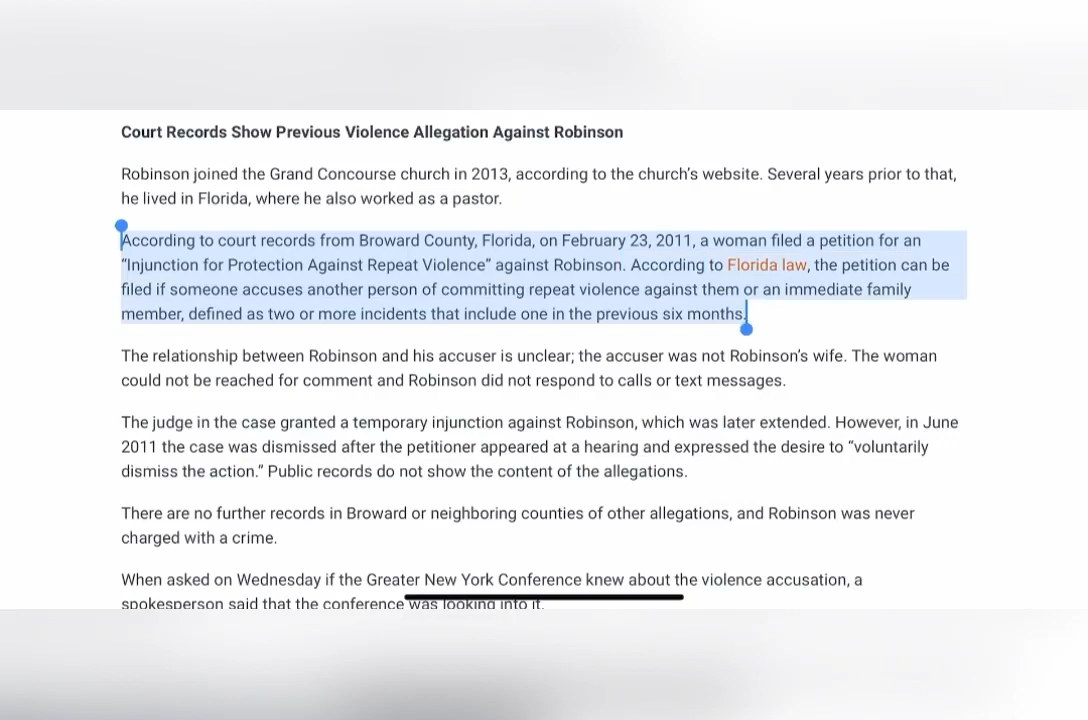 Court Records Show Previous Violence Allegation Against Robinson
Robinson joined the Grand Concourse church in 2013, according to the church's website. Several years prior to that,
he lived in Florida, where he also worked as a pastor.
According to court records from Broward County, Florida, on February 23, 2011, a woman filed a petition for an
"Injunction for Protection Against Repeat Violence" against Robinson. According to Florida law, the petition can be
filed if someone accuses another person of committing repeat violence against them or an immediate family
member, defined as two or more incidents that include one in the previous six months.
The relationship between Robinson and his accuser is unclear; the accuser was not Robinson's wife. The woman
could not be reached for comment and Robinson did not respond to calls or text messages.
The judge in the case granted a temporary injunction against Robinson, which was later extended. However, in June
2011 the case was dismissed after the petitioner appeared at a hearing and expressed the desire to "voluntarily
dismiss the action." Public records do not show the content of the allegations.
There are no further records in Broward or neighboring counties of other allegations, and Robinson was never
charged with a crime.
When asked on Wednesday if the Greater New York Conference knew about the violence accusation, a
spokesperson said that the conference was looking into it.